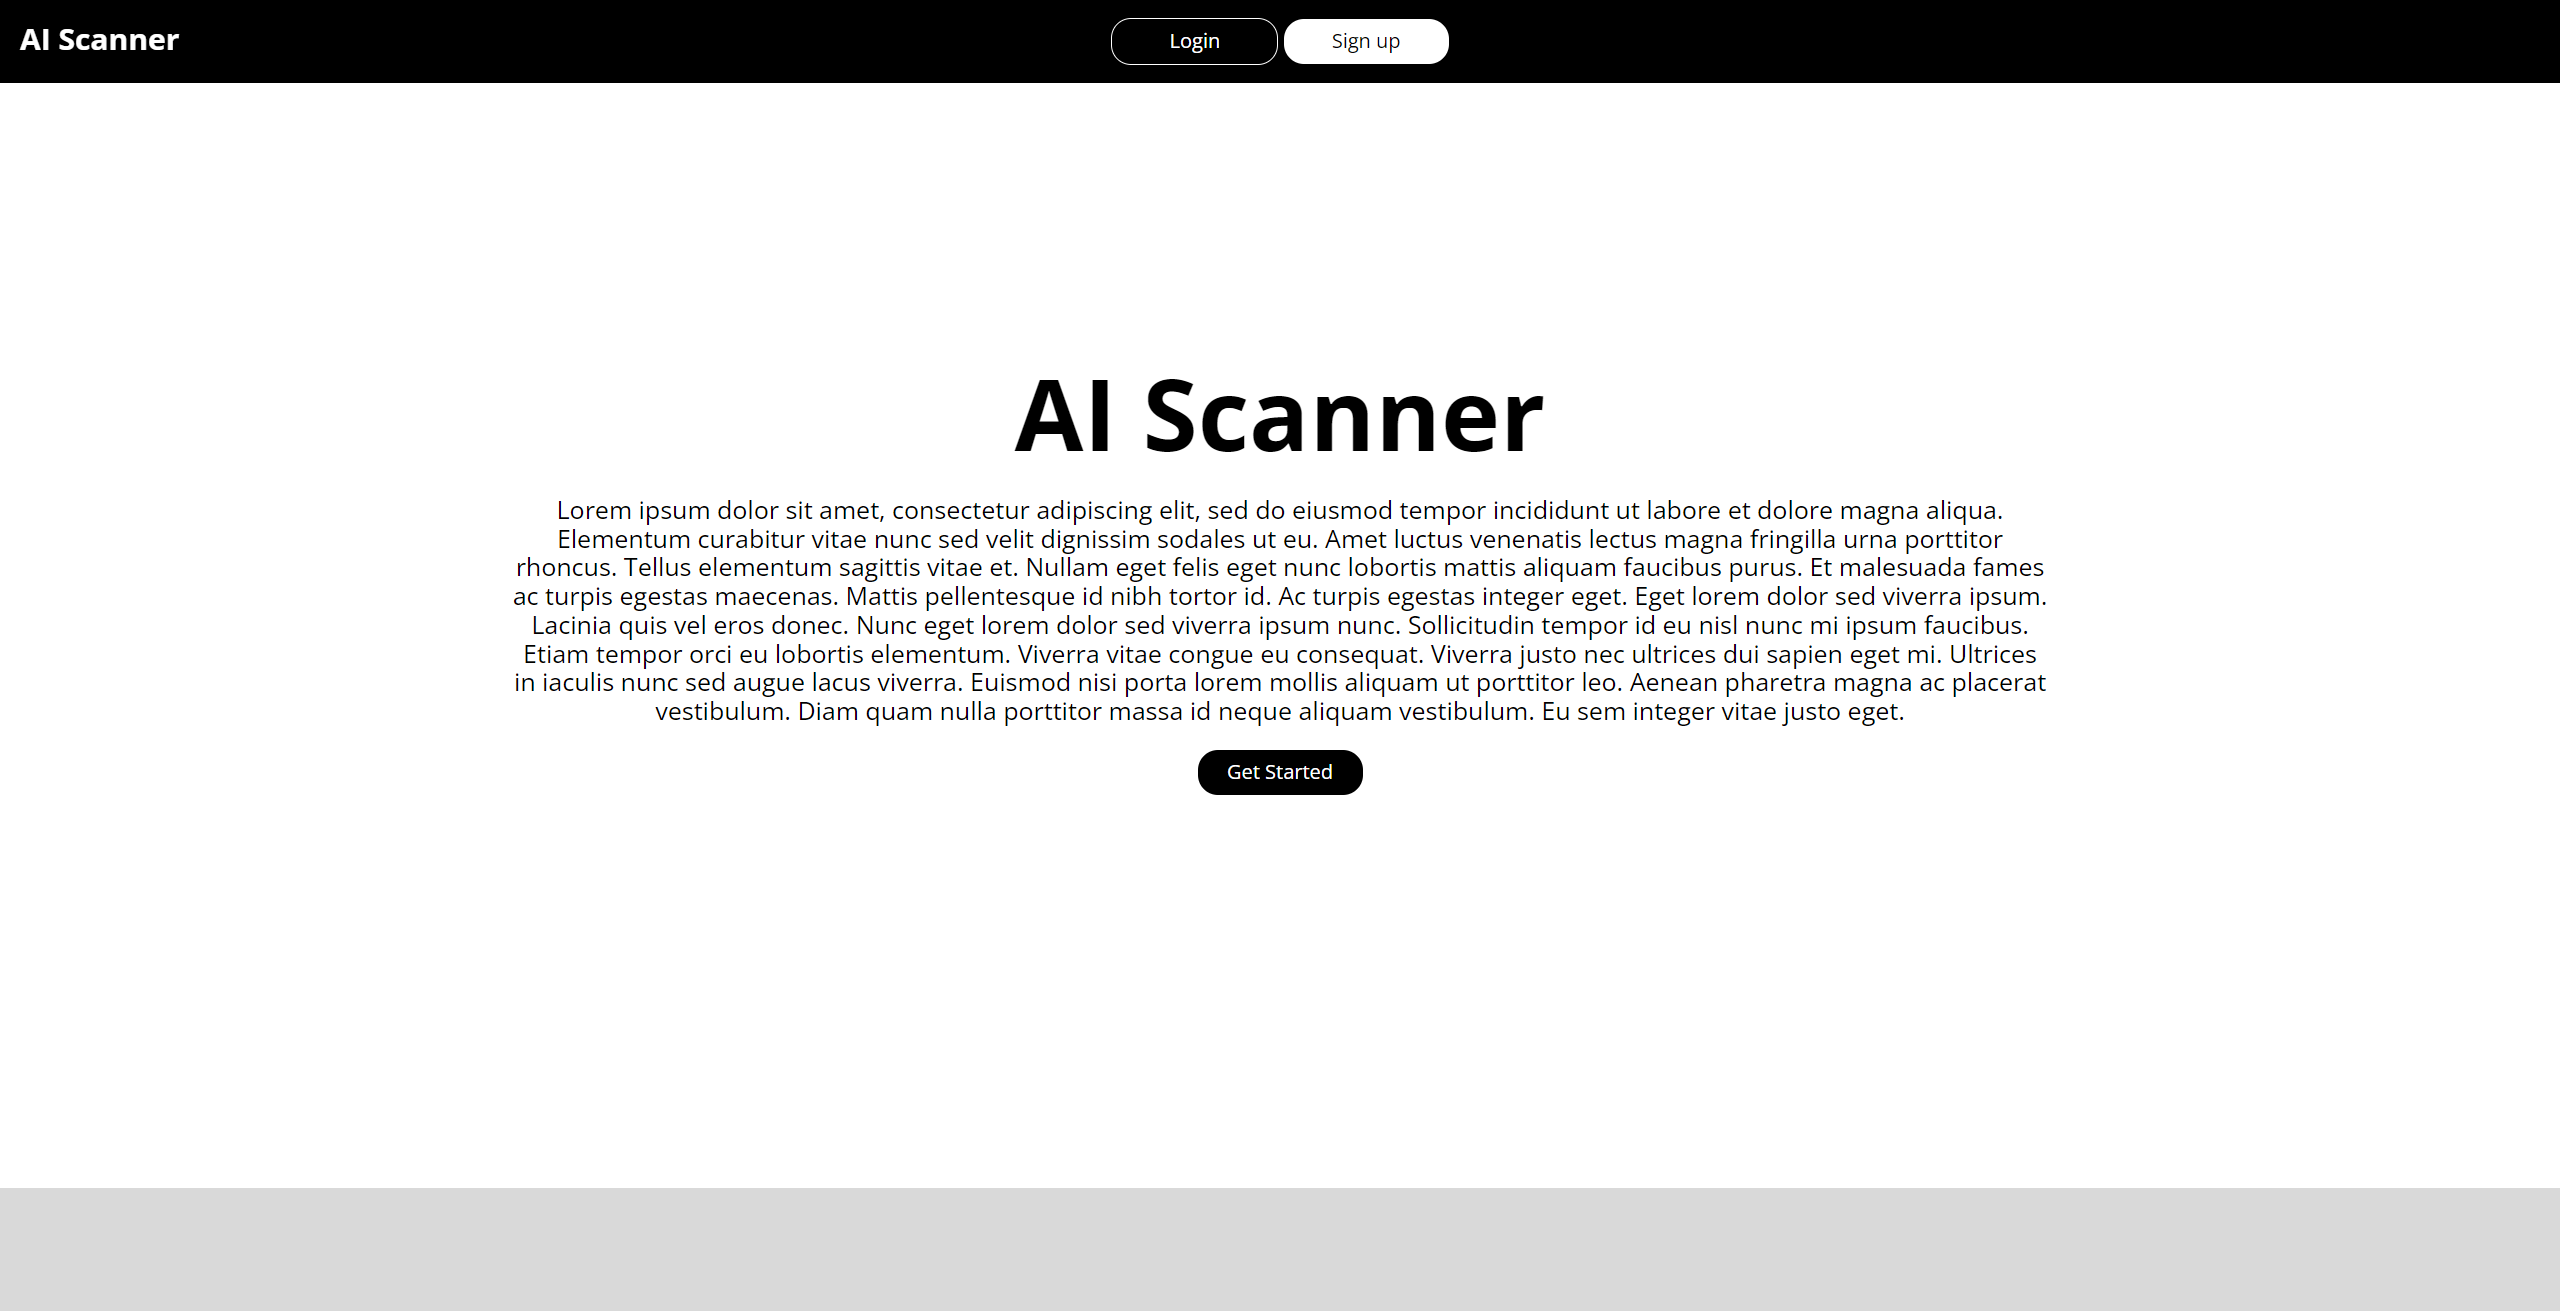 AI Scanner
Login
Sign up
AI Scanner
Lorem ipsum dolor sit amet, consectetur adipiscing elit, sed do eiusmod tempor incididunt ut labore et dolore magna aliqua.
Elementum curabitur vitae nunc sed velit dignissim sodales ut eu. Amet luctus venenatis lectus magna fringilla urna porttitor
rhoncus. Tellus elementum sagittis vitae et. Nullam eget felis eget nunc lobortis mattis aliquam faucibus purus. Et malesuada fames
ac turpis egestas maecenas. Mattis pellentesque id nibh tortor id. Ac turpis egestas integer eget. Eget lorem dolor sed viverra ipsum.
Lacinia quis vel eros donec. Nunc eget lorem dolor sed viverra ipsum nunc. Sollicitudin tempor id eu nisl nunc mi ipsum faucibus.
Etiam tempor orci eu lobortis elementum. Viverra vitae congue eu consequat. Viverra justo nec ultrices dui sapien eget mi. Ultrices
in iaculis nunc sed augue lacus viverra. Euismod nisi porta lorem mollis aliquam ut porttitor leo. Aenean pharetra magna ac placerat
vestibulum. Diam quam nulla porttitor massa id neque aliquam vestibulum. Eu sem integer vitae justo eget.
Get Started